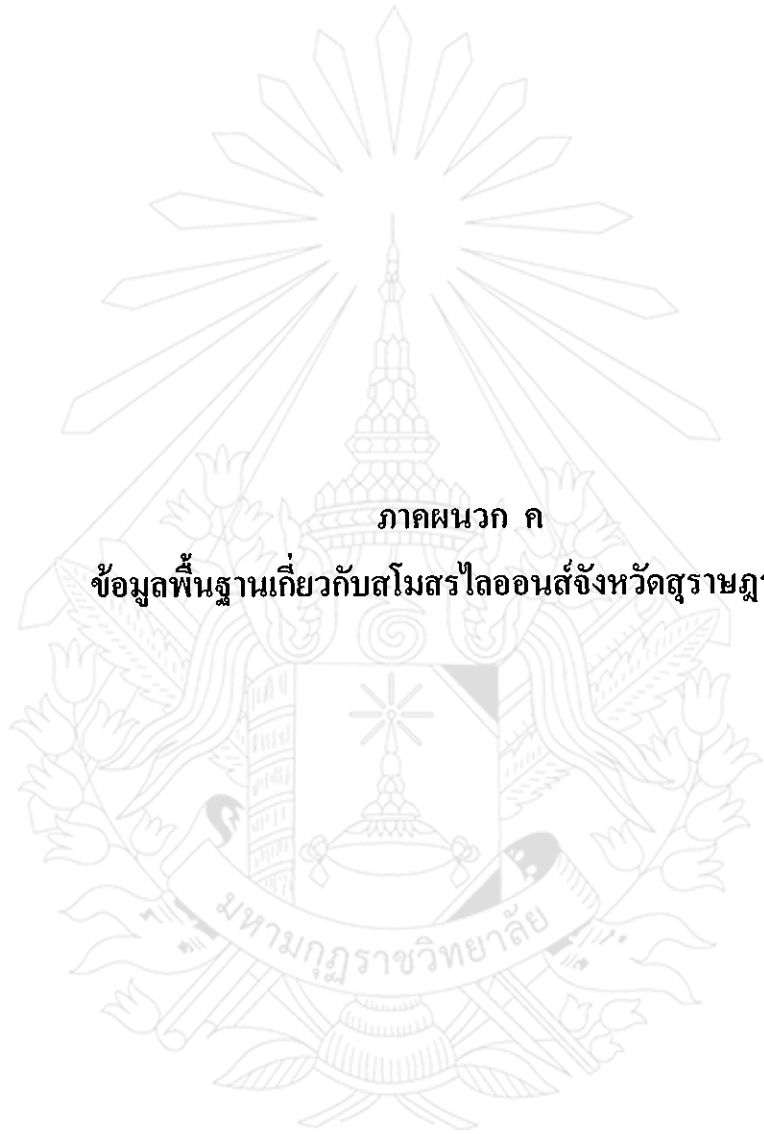 ภาคผนวก ค
ข้อมูลพื้นฐานเกี่ยวกับสโมสรไลออนส์จังหวัดสุราษฎร
มหามกุฏราชวิทยาลัย